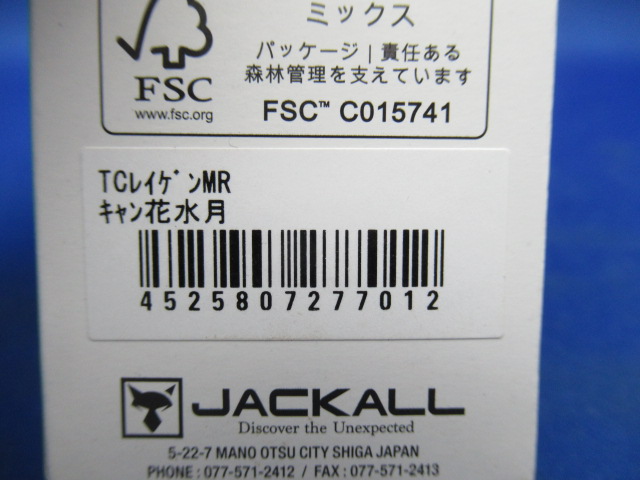 ミックス
FSC
www.fsc.org
パッケージ | 責任ある
森林管理を支えています
FSC™ C015741
TCﾚｲｹﾞﾝMR
ｷｬﾝ花水月
4525807277012
JACKALL
Discover the Unexpected
5-22-7 MANO OTSU CITY SHIGA JAPAN
PHONE : 077-571-2412 / FAX : 077-571-2413